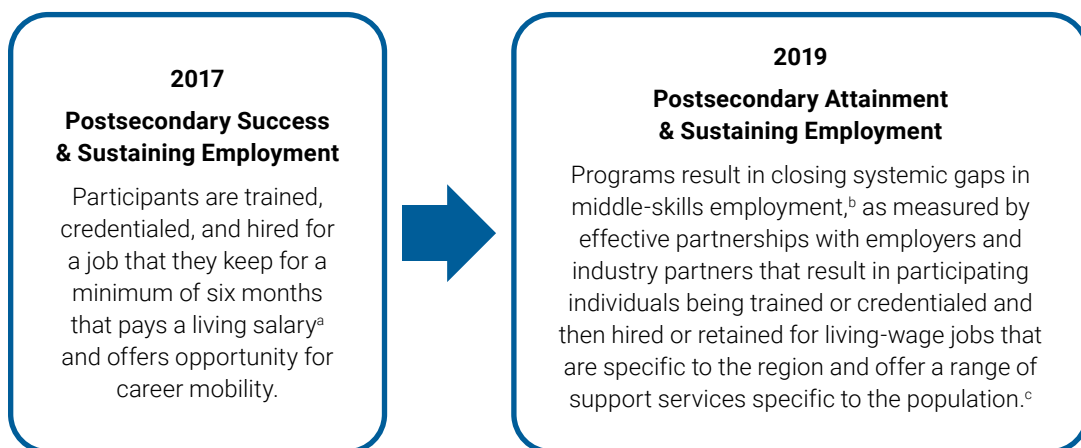 2017
Postsecondary Success
& Sustaining Employment
Participants are trained,
credentialed, and hired for
a job that they keep for a
minimum of six months
that pays a living salaryᵃ
and offers opportunity for
career mobility.
2019
Postsecondary Attainment
& Sustaining Employment
Programs result in closing systemic gaps in
middle-skills employment,ᵇ as measured by
effective partnerships with employers and
industry partners that result in participating
individuals being trained or credentialed and
then hired or retained for living-wage jobs that
are specific to the region and offer a range of
support services specific to the population.ᶜ